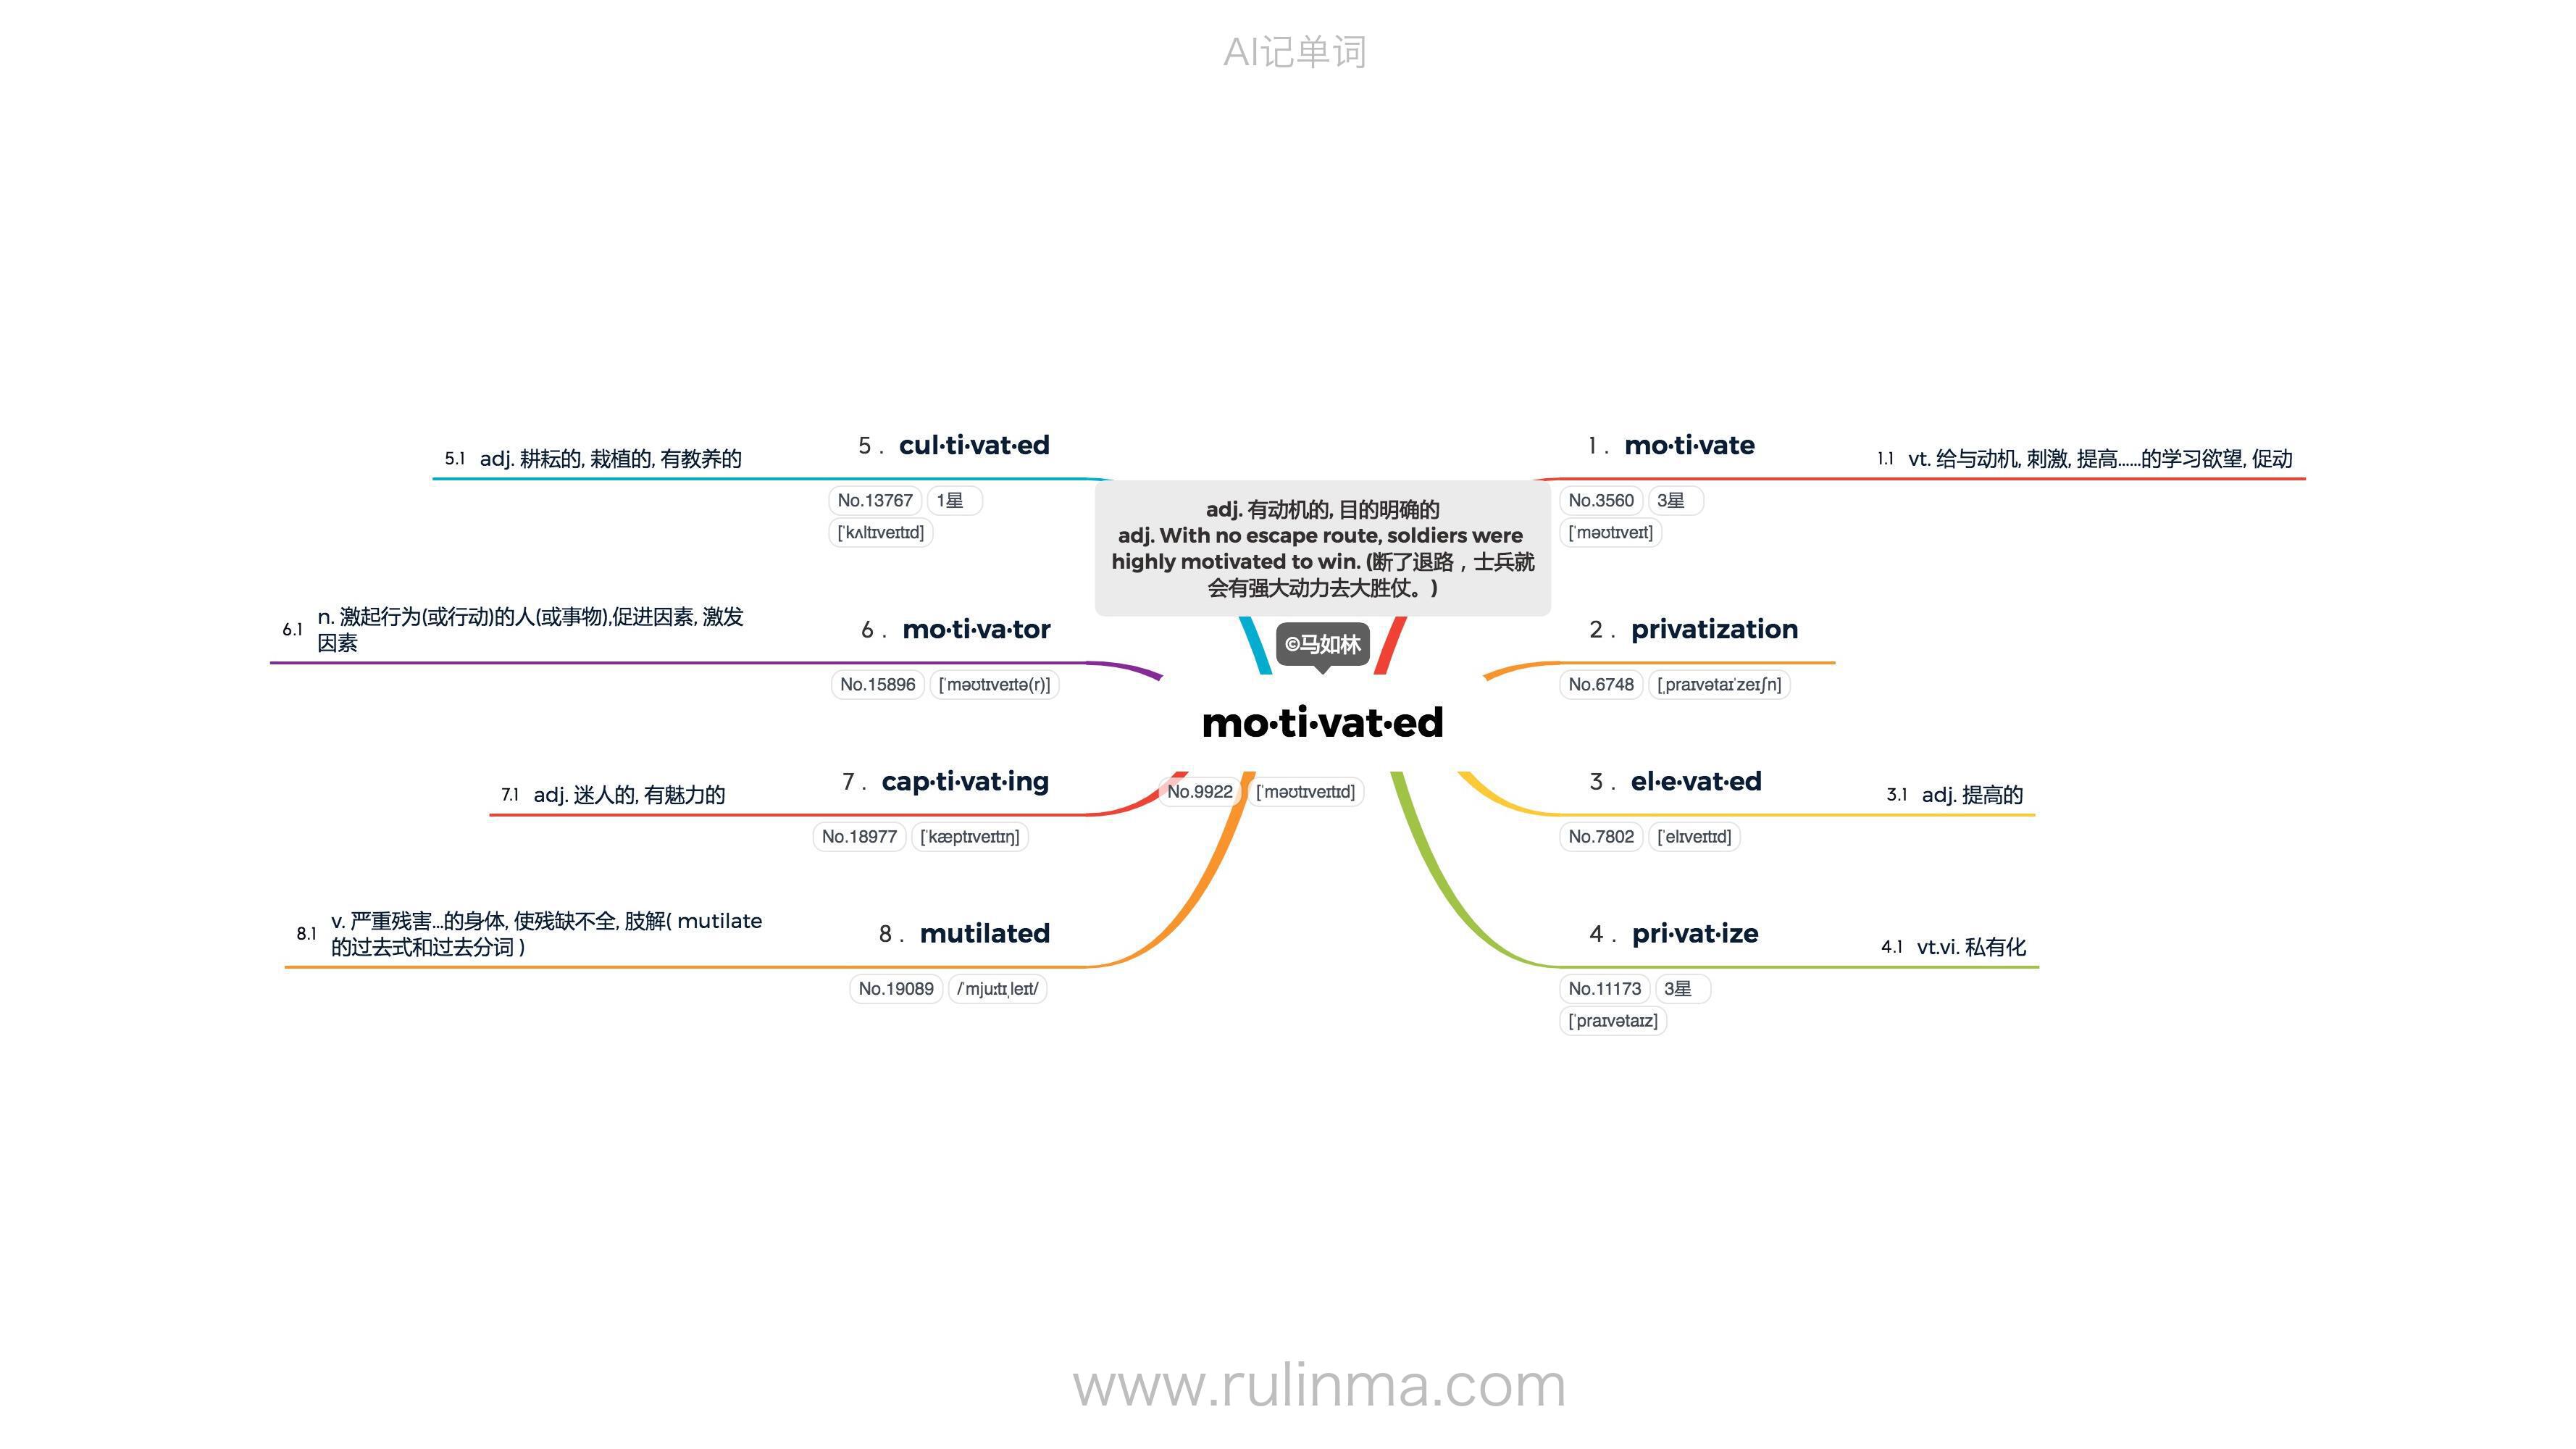 AI记单词
adj. 有动机的, 目的明确的
adj. With no escape route, soldiers were
highly motivated to win. (断了退路，士兵就
会有强大动力去大胜仗。)
©马如林
mo·ti·vat·ed
No.9922 [ˈməʊtɪveɪtɪd]
1 . mo·ti·vate
No.3560 3星
[ˈməʊtɪveɪt]
1.1 vt. 给与动机, 刺激, 提高......的学习欲望, 促动
2 . privatization
No.6748 [ˌpraɪvətaɪˈzeɪʃn]
3 . el·e·vat·ed
No.7802 [ˈelɪveɪtɪd]
3.1 adj. 提高的
4 . pri·vat·ize
No.11173 3星
[ˈpraɪvətaɪz]
4.1 vt.vi. 私有化
5 . cul·ti·vat·ed
No.13767 1星
[ˈkʌltɪveɪtɪd]
5.1 adj. 耕耘的, 栽植的, 有教养的
6 . mo·ti·va·tor
No.15896 [ˈməʊtɪveɪtə(r)]
6.1 n. 激起行为(或行动)的人(或事物),促进因素, 激发
因素
7 . cap·ti·vat·ing
No.18977 [ˈkæptɪveɪtɪŋ]
7.1 adj. 迷人的, 有魅力的
8 . mutilated
No.19089 /ˈmjuːtɪˌleɪt/
8.1 v. 严重残害...的身体, 使残缺不全, 肢解( mutilate
的过去式和过去分词 )
www.rulinma.com